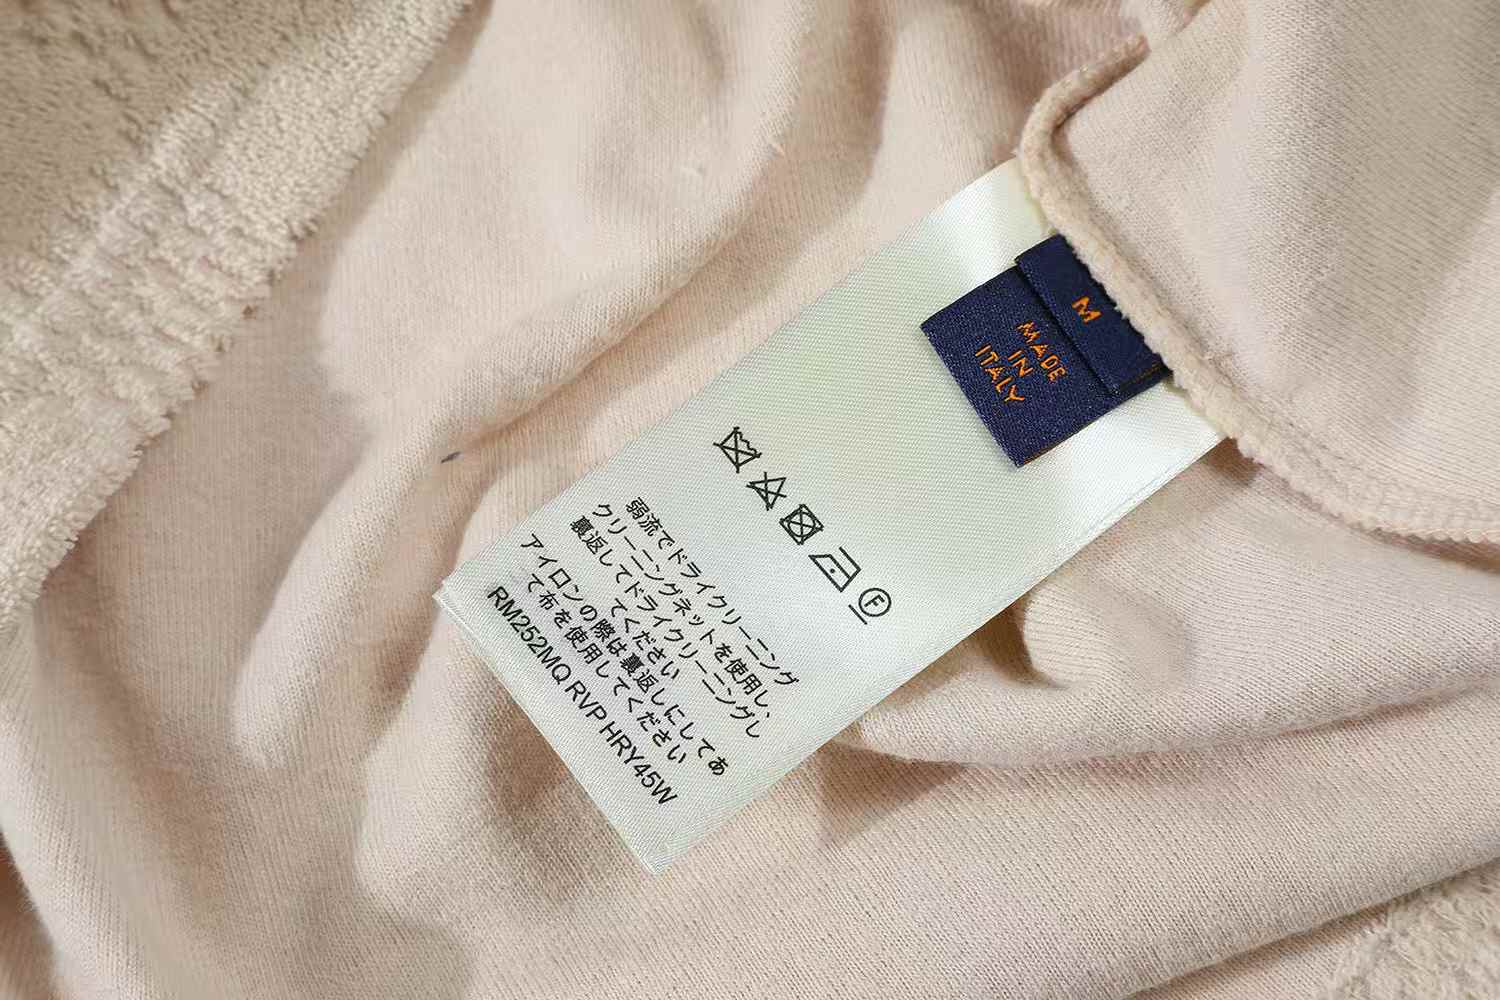 M
MADE
IN
ITALY
F
弱流でドライクリーニング
クリーニングネットを使用し、
裏返してドライクリーニングし
てください
アイロンの際は裏返しにしてあ
て布を使用してください
RM252MQ RVP HRY45W